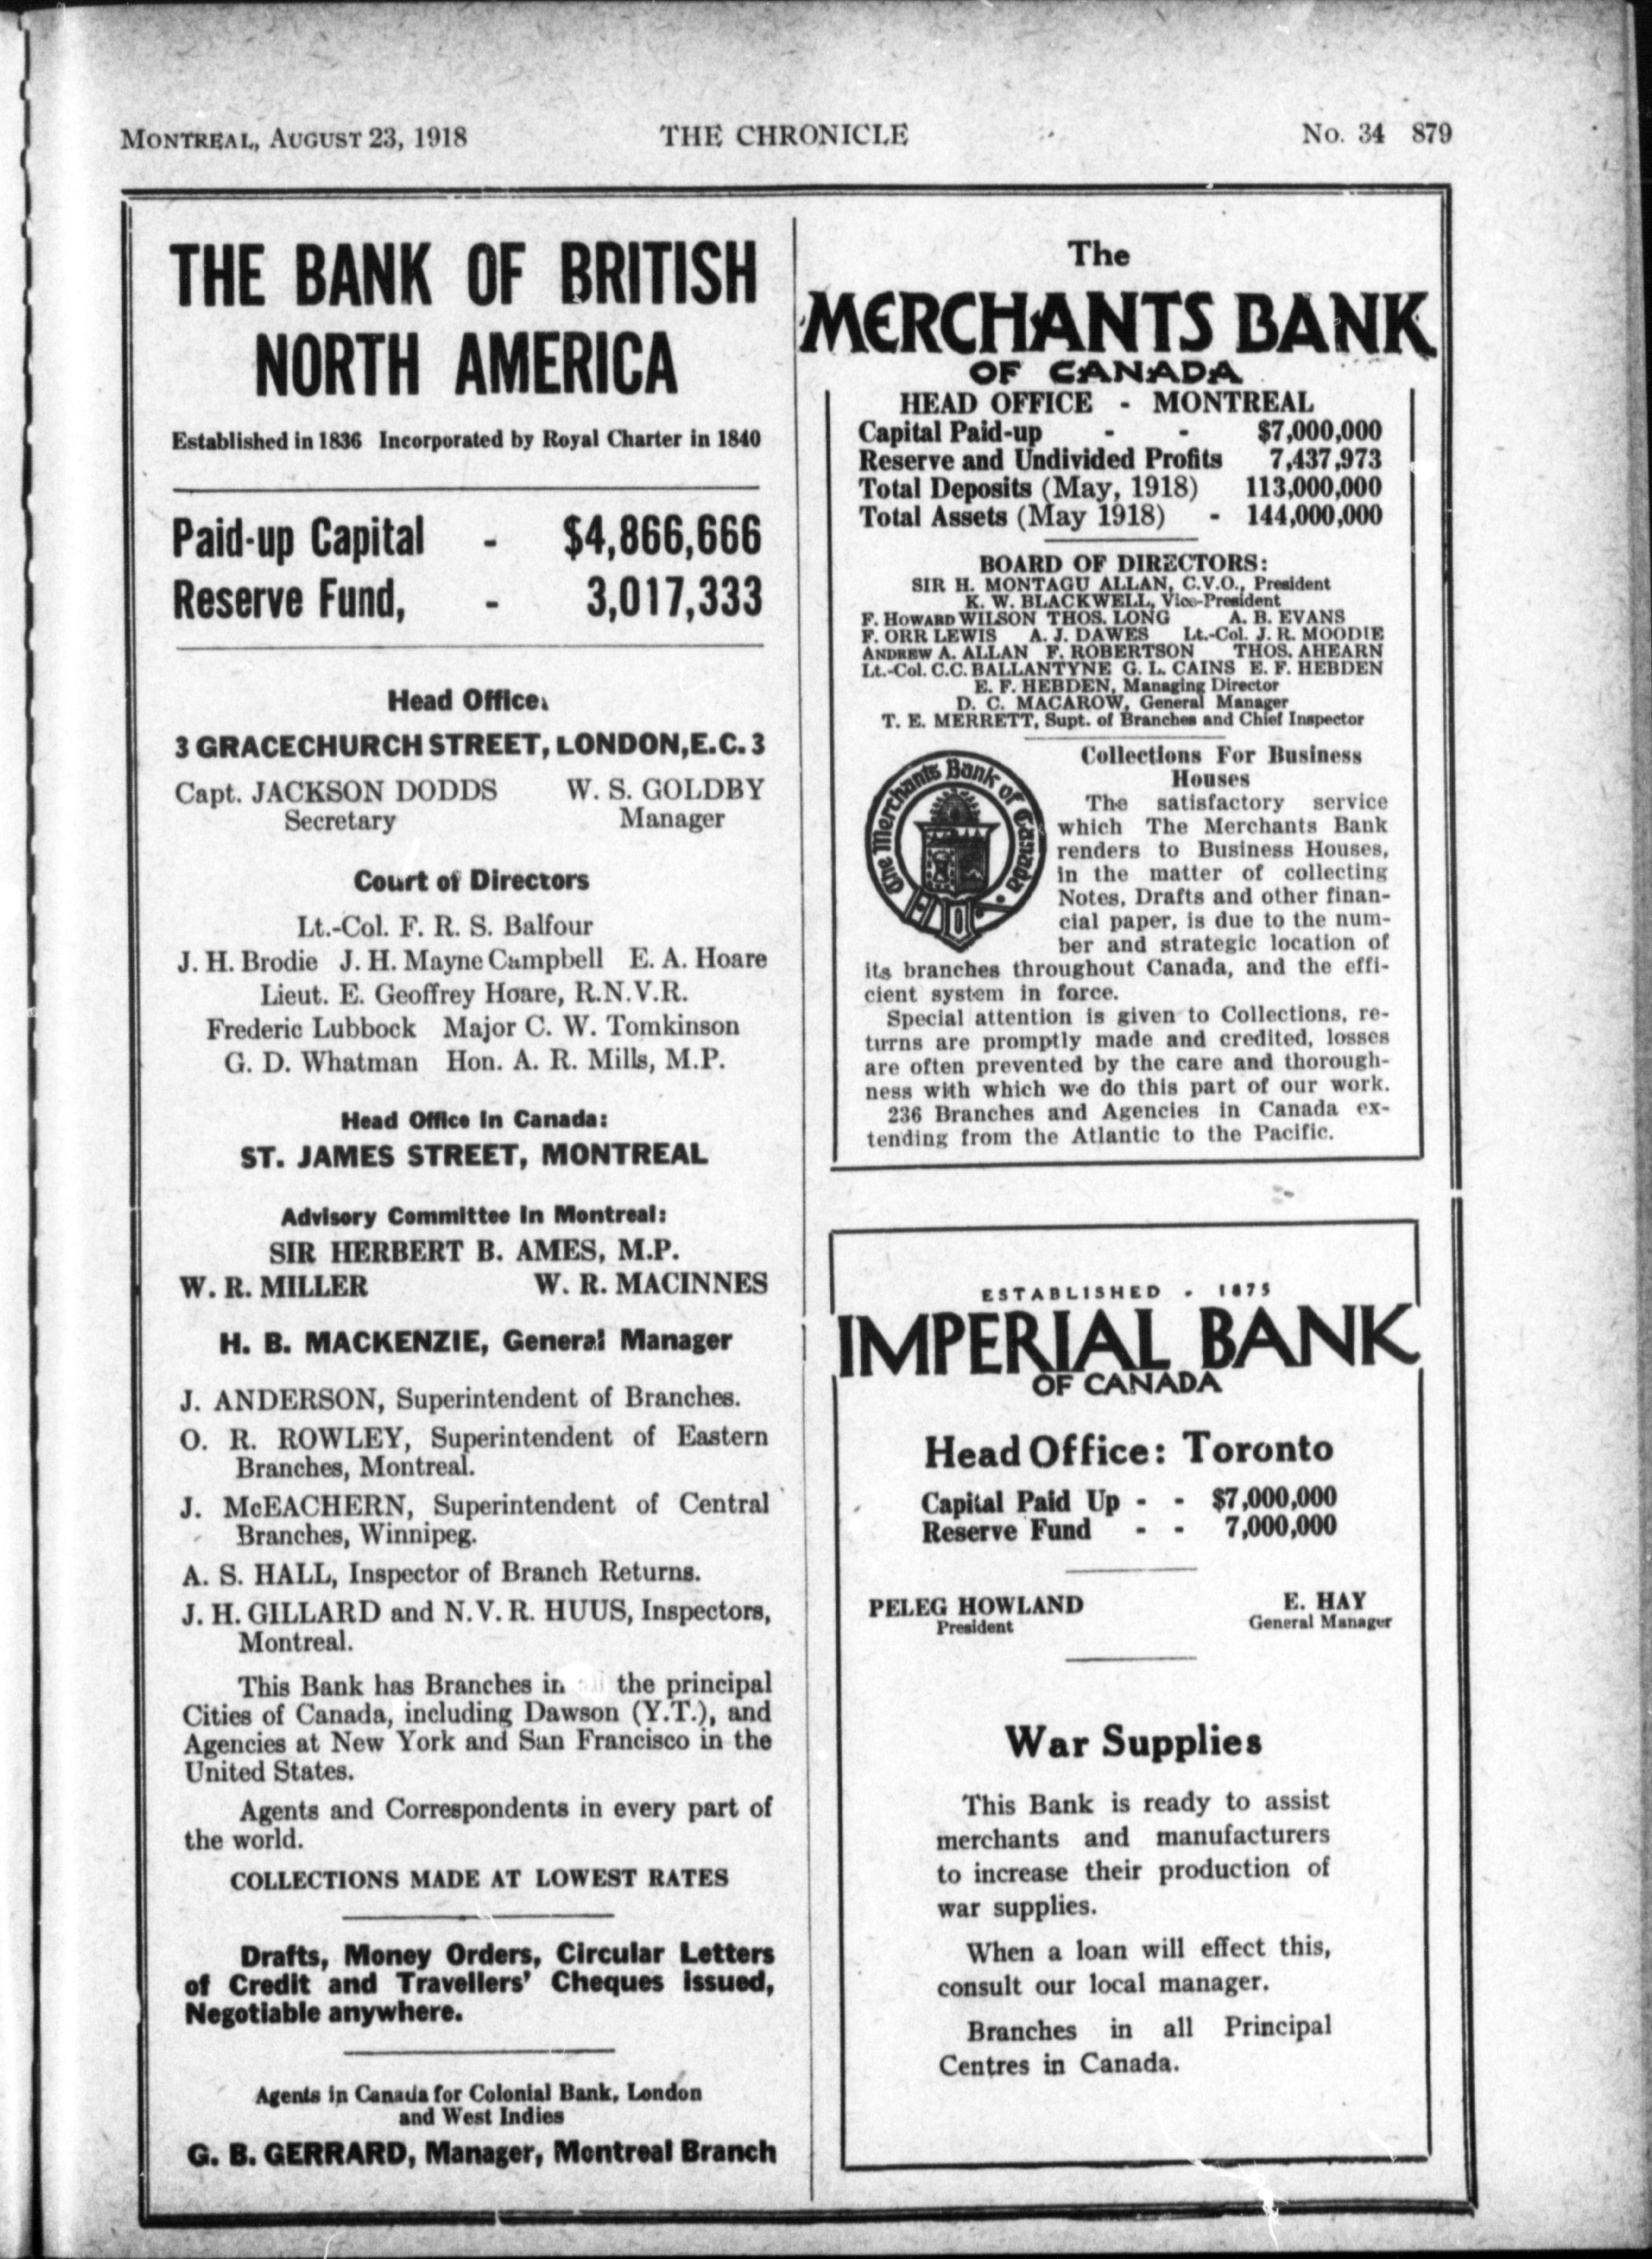 MONTREAL, AUGUST 23, 1918 THE CHRONICLE No. 34 879
THE BANK OF BRITISH
NORTH AMERICA
Established in 1836 Incorporated by Royal Charter in 1840
Paid-up Capital - $4,866,666
Reserve Fund, - 3,017,333
Head Office,
3 GRACECHURCH STREET, LONDON, E.C. 3
Capt. JACKSON DODDS W. S. GOLDBY
Secretary Manager
Court of Directors
Lt.-Col. F. R. S. Balfour
J. H. Brodie J. H. Mayne Campbell E. A. Hoare
Lieut. E. Geoffrey Hoare, R.N.V.R.
Frederic Lubbock Major C. W. Tomkinson
G. D. Whatman Hon. A. R. Mills, M.P.
Head Office in Canada:
ST. JAMES STREET, MONTREAL
Advisory Committee in Montreal:
SIR HERBERT B. AMES, M.P.
W. R. MILLER W. R. MACINNES
H. B. MACKENZIE, General Manager
J. ANDERSON, Superintendent of Branches.
O. R. ROWLEY, Superintendent of Eastern
Branches, Montreal.
J. McEACHERN, Superintendent of Central
Branches, Winnipeg.
A. S. HALL, Inspector of Branch Returns.
J. H. GILLARD and N. V. R. HUUS, Inspectors,
Montreal.
This Bank has Branches in the principal
Cities of Canada, including Dawson (Y.T.), and
Agencies at New York and San Francisco in the
United States.
Agents and Correspondents in every part of
the world.
COLLECTIONS MADE AT LOWEST RATES
Drafts, Money Orders, Circular Letters
of Credit and Travellers' Cheques issued,
Negotiable anywhere.
Agents in Canada for Colonial Bank, London
and West Indies
G. B. GERRARD, Manager, Montreal Branch
The
MERCHANTS BANK
OF CANADA
HEAD OFFICE - MONTREAL
Capital Paid-up - - $7,000,000
Reserve and Undivided Profits 7,437,973
Total Deposits (May, 1918) 113,000,000
Total Assets (May 1918) - 144,000,000
BOARD OF DIRECTORS:
SIR H. MONTAGU ALLAN, C.V.O., President
K. W. BLACKWELL, Vice-President
F. HOWARD WILSON THOS. LONG A. B. EVANS
F. ORR LEWIS A. J. DAWES Lt.-Col. J. R. MOODIE
ANDREW A. ALLAN F. ROBERTSON THOS. AHEARN
Lt.-Col. C.C. BALLANTYNE G. L. CAINS E. F. HEBDEN
E. F. HEBDEN, Managing Director
D. C. MACAROW, General Manager
T. E. MERRETT, Supt. of Branches and Chief Inspector
The Merchants Bank of Canada
Collections For Business
Houses
The satisfactory service
which The Merchants Bank
renders to Business Houses,
in the matter of collecting
Notes, Drafts and other finan-
cial paper, is due to the num-
ber and strategic location of
its branches throughout Canada, and the effi-
cient system in force.
Special attention is given to Collections, re-
turns are promptly made and credited, losses
are often prevented by the care and thorough-
ness with which we do this part of our work.
236 Branches and Agencies in Canada ex-
tending from the Atlantic to the Pacific.
ESTABLISHED - 1875
IMPERIAL BANK
OF CANADA
Head Office: Toronto
Capital Paid Up - - $7,000,000
Reserve Fund - - 7,000,000
PELEG HOWLAND E. HAY
President General Manager
War Supplies
This Bank is ready to assist
merchants and manufacturers
to increase their production of
war supplies.
When a loan will effect this,
consult our local manager.
Branches in all Principal
Centres in Canada.